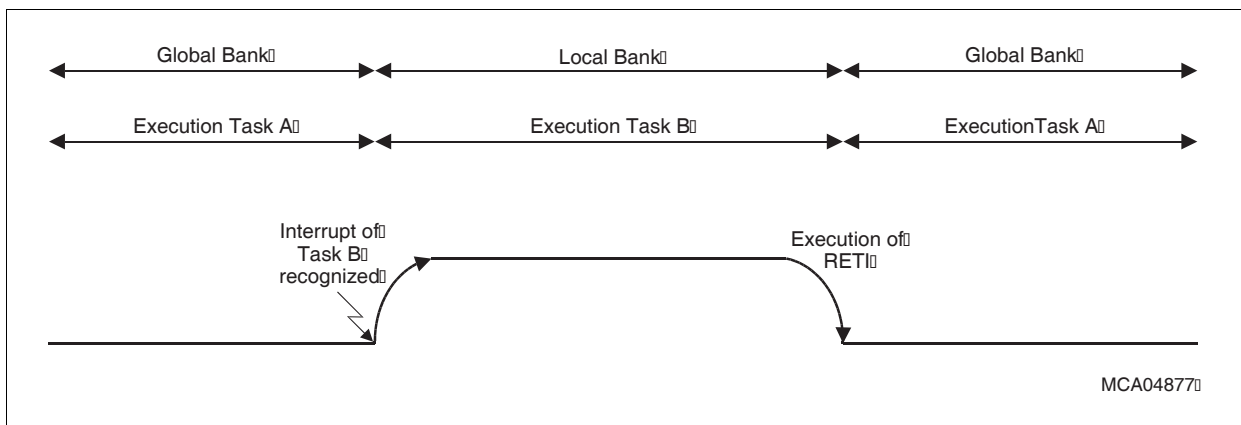 Global Bank▯ Local Bank▯ Global Bank▯
Execution Task A▯ Execution Task B▯ ExecutionTask A▯
Interrupt of▯
Task B▯
recognized▯
Execution of▯
RETI▯
MCA04877▯